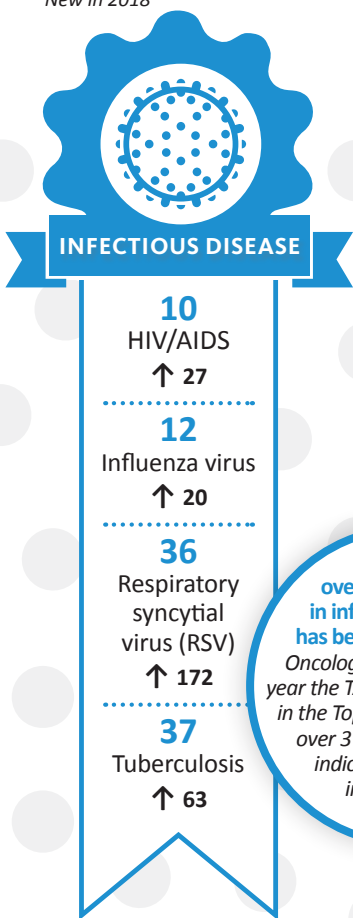 New in 2018
INFECTIOUS DISEASE
10
HIV/AIDS
↑ 27
12
Influenza virus
↑ 20
36
Respiratory
syncytial
virus (RSV)
↑ 172
37
Tuberculosis
↑ 63
ove
in inf
has be
Oncolog
year the T
in the To
over 3
indic
i